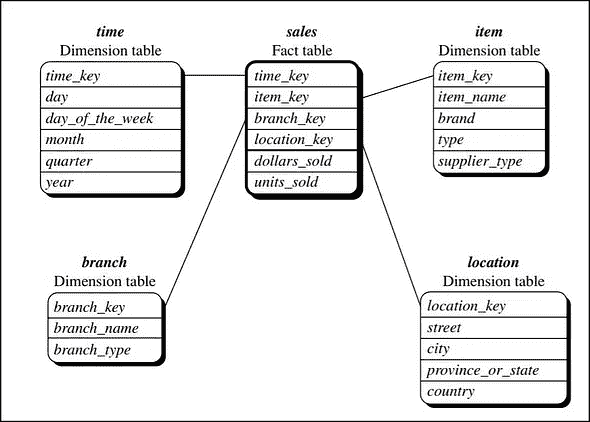 time
Dimension table
time_key
day
day_of_the_week
month
quarter
year
sales
Fact table
time_key
item_key
branch_key
location_key
dollars_sold
units_sold
item
Dimension table
item_key
item_name
brand
type
supplier_type
branch
Dimension table
branch_key
branch_name
branch_type
location
Dimension table
location_key
street
city
province_or_state
country